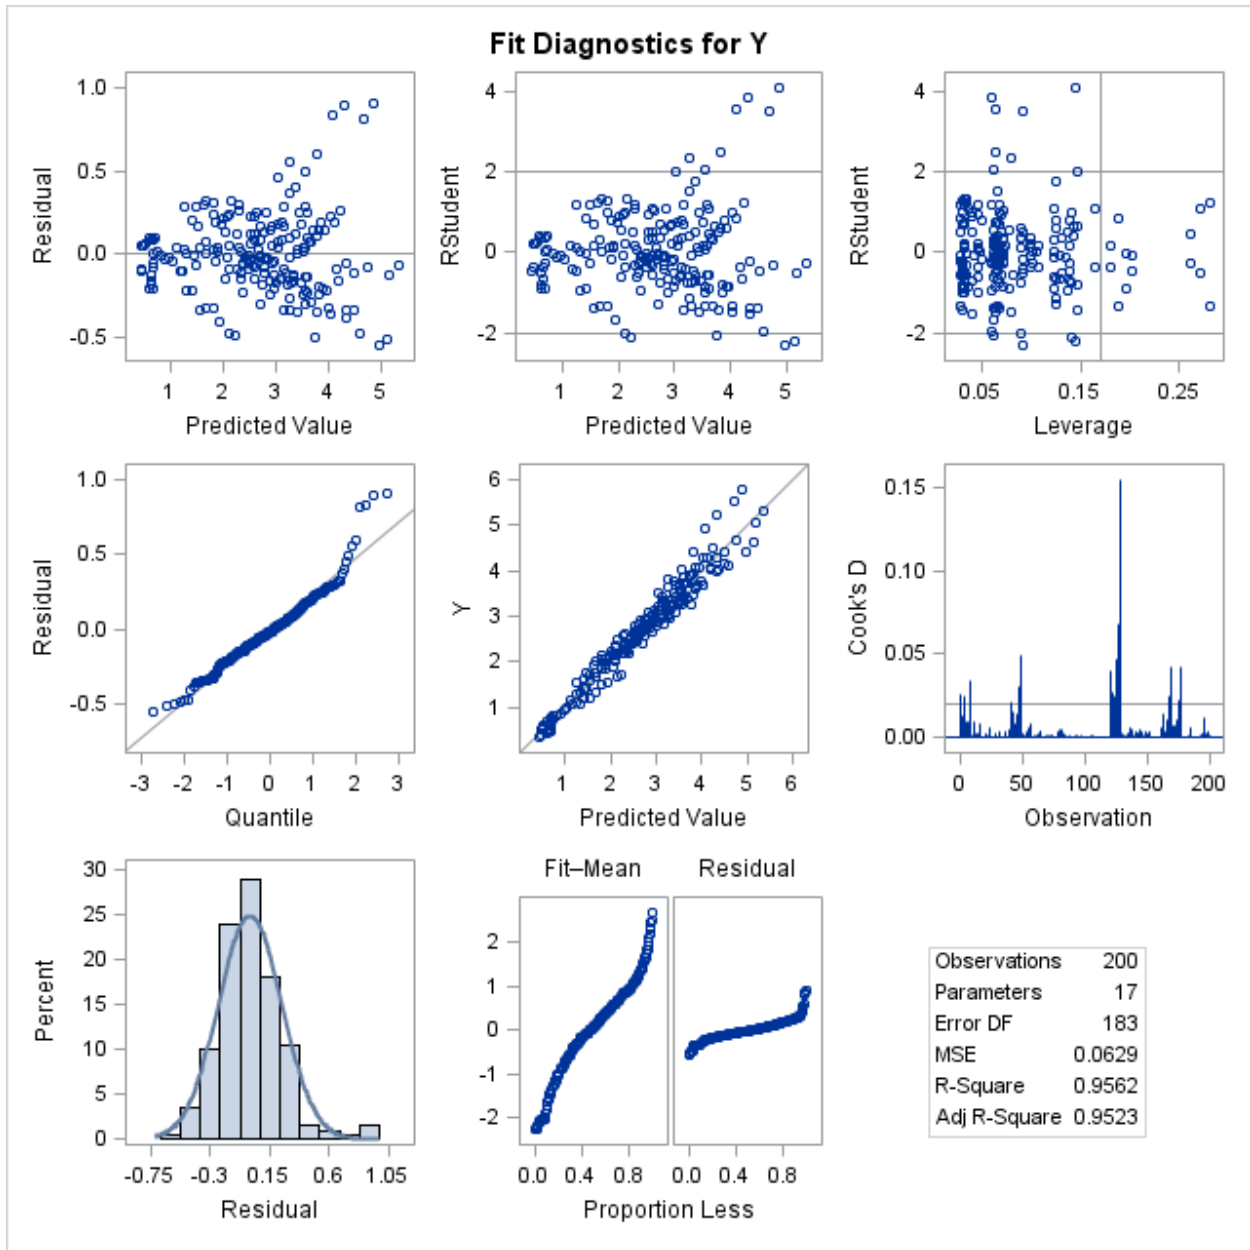 Fit Diagnostics for Y
1.0
0.5
0.0
-0.5
Residual
1 2 3 4 5
Predicted Value
4
2
0
-2
RStudent
1 2 3 4 5
Predicted Value
4
2
0
-2
RStudent
0.05 0.15 0.25
Leverage
1.0
0.5
0.0
-0.5
Residual
-3 -2 -1 0 1 2 3
Quantile
6
5
4
3
2
1
Y
1 2 3 4 5 6
Predicted Value
0.15
0.10
0.05
0.00
Cook's D
0 50 100 150 200
Observation
30
25
20
15
10
5
0
Percent
-0.75 -0.3 0.15 0.6 1.05
Residual
Fit–Mean Residual
2
1
0
-1
-2
0.0 0.4 0.8 0.0 0.4 0.8
Proportion Less
Observations 200
Parameters 17
Error DF 183
MSE 0.0629
R-Square 0.9562
Adj R-Square 0.9523